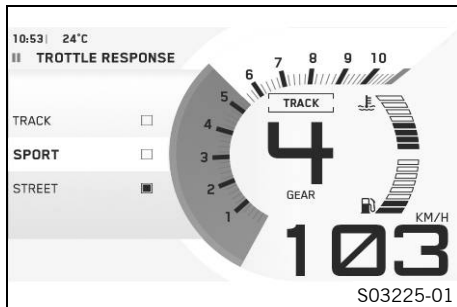 10:53| 24°C
TROTTLE RESPONSE
TRACK
SPORT
STREET
1
2
3
4
5
6
7
8
9
10
TRACK
4
GEAR
KM/H
103
S03225-01